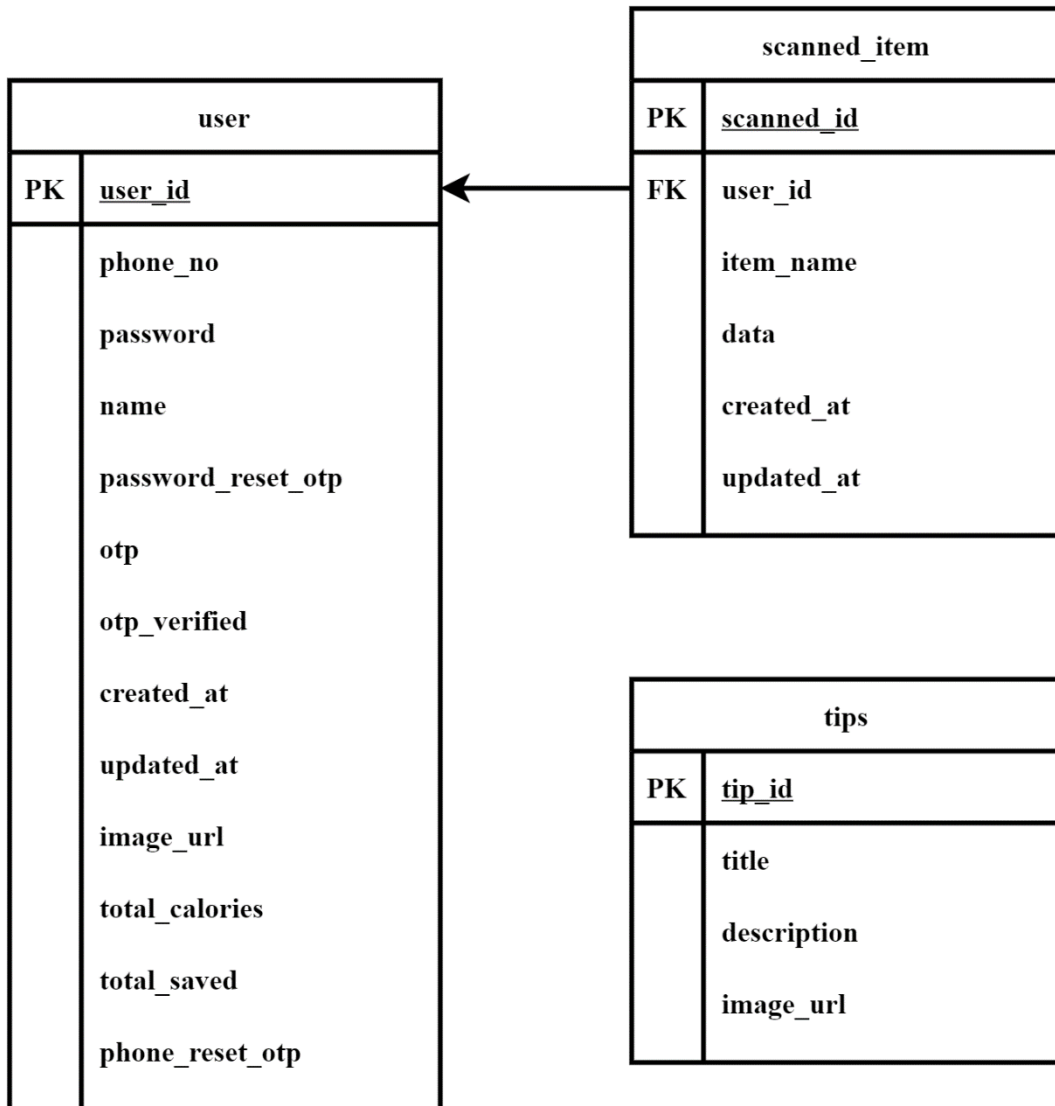 user
PK user_id
phone_no
password
name
password_reset_otp
otp
otp_verified
created_at
updated_at
image_url
total_calories
total_saved
phone_reset_otp
scanned_item
PK scanned_id
FK user_id
item_name
data
created_at
updated_at
tips
PK tip_id
title
description
image_url